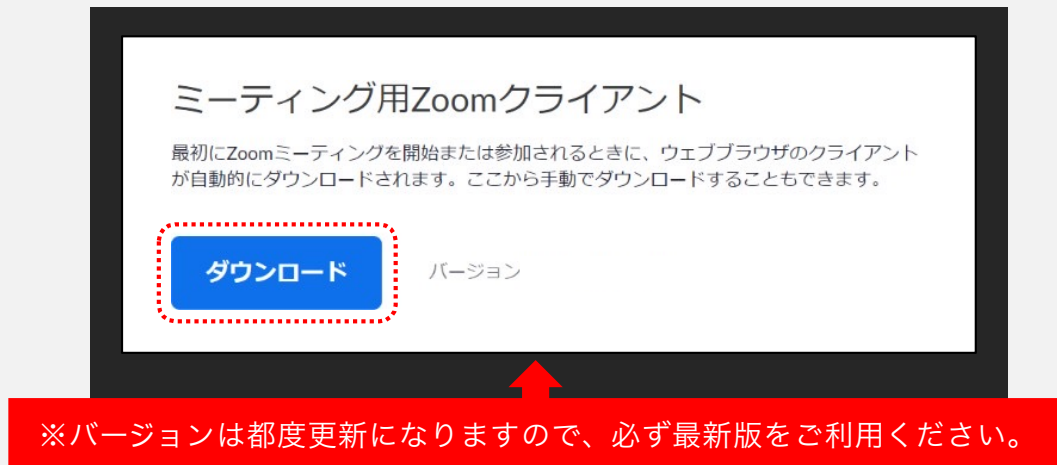 ミーティング用Zoomクライアント
最初にZoomミーティングを開始または参加されるときに、ウェブブラウザのクライアント
が自動的にダウンロードされます。ここから手動でダウンロードすることもできます。
ダウンロード バージョン
※バージョンは都度更新になりますので、必ず最新版をご利用ください。